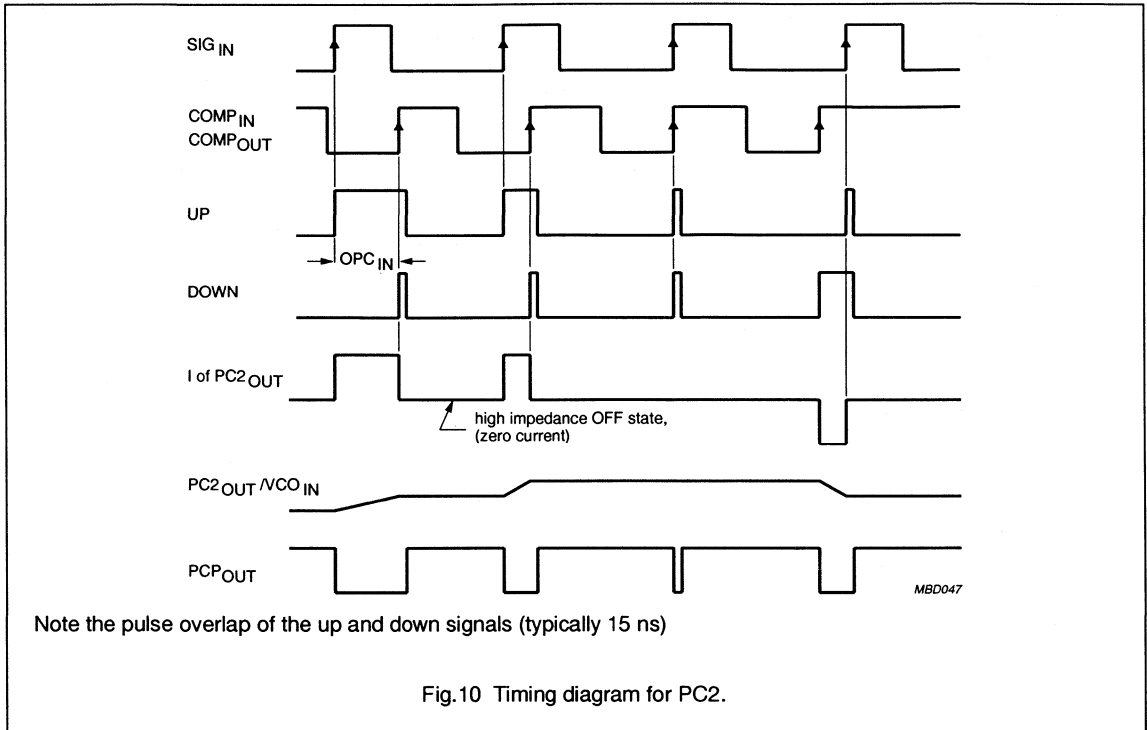 SIG IN
COMP IN
COMP OUT
UP
OPC IN
DOWN
I of PC2 OUT
high impedance OFF state,
(zero current)
PC2 OUT /VCO IN
PCP OUT
MBD047
Note the pulse overlap of the up and down signals (typically 15 ns)
Fig.10 Timing diagram for PC2.